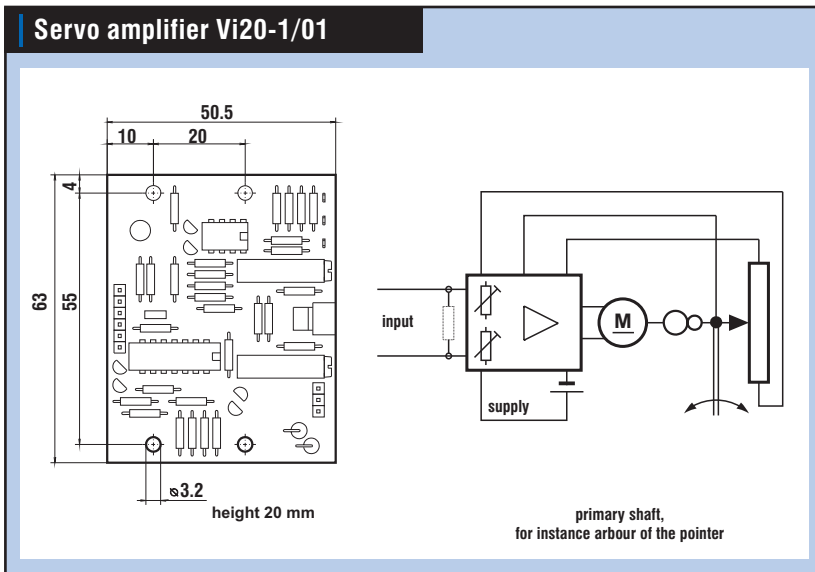 Servo amplifier Vi20-1/01
50.5
10
20
4
63
55
⌀3.2
height 20 mm
input
M
supply
primary shaft,
for instance arbour of the pointer